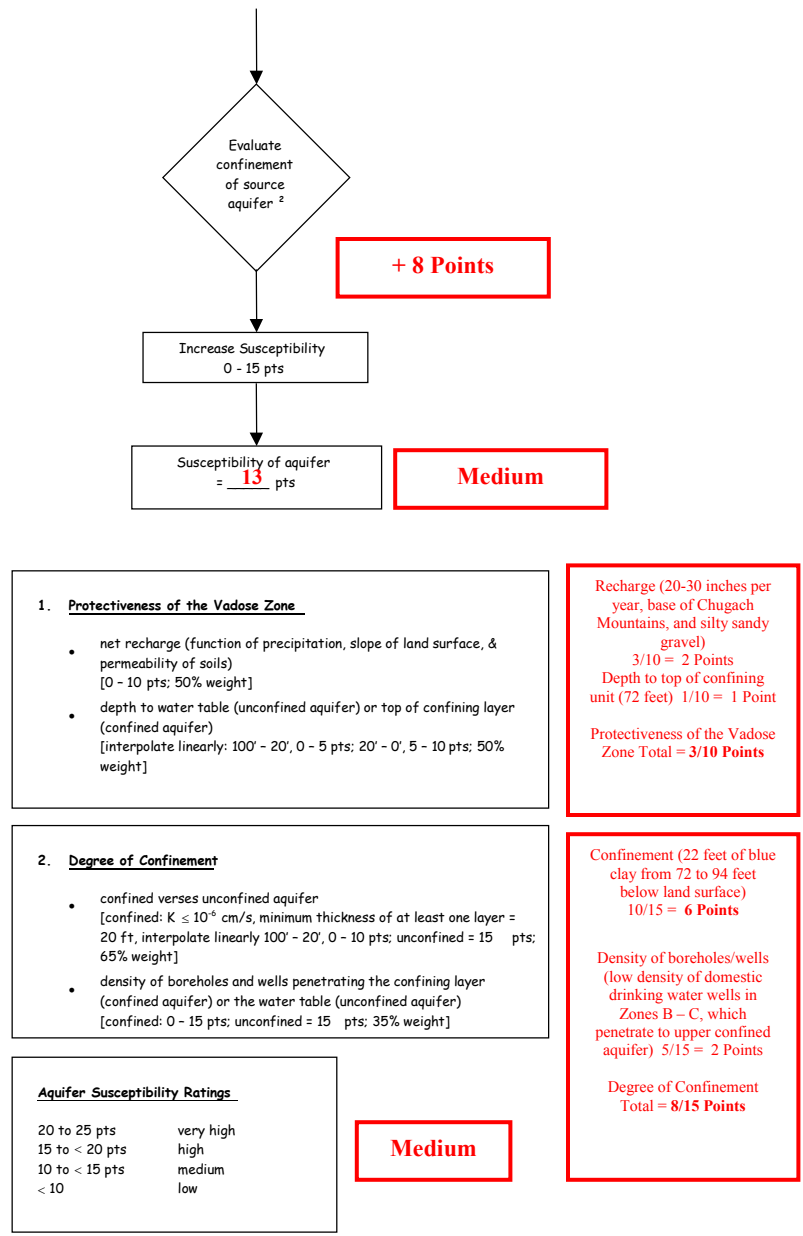 Evaluate
confinement
of source
aquifer ²
+ 8 Points
Increase Susceptibility
0 - 15 pts
Susceptibility of aquifer
= __13__ pts
Medium
1. Protectiveness of the Vadose Zone
• net recharge (function of precipitation, slope of land surface, &
permeability of soils)
[0 – 10 pts; 50% weight]
• depth to water table (unconfined aquifer) or top of confining layer
(confined aquifer)
[interpolate linearly: 100' – 20', 0 – 5 pts; 20' – 0', 5 – 10 pts; 50%
weight]
Recharge (20-30 inches per
year, base of Chugach
Mountains, and silty sandy
gravel)
3/10 = 2 Points
Depth to top of confining
unit (72 feet) 1/10 = 1 Point
Protectiveness of the Vadose
Zone Total = 3/10 Points
2. Degree of Confinement
• confined verses unconfined aquifer
[confined: K ≤ 10⁻⁶ cm/s, minimum thickness of at least one layer =
20 ft, interpolate linearly 100' – 20', 0 – 10 pts; unconfined = 15 pts;
65% weight]
• density of boreholes and wells penetrating the confining layer
(confined aquifer) or the water table (unconfined aquifer)
[confined: 0 – 15 pts; unconfined = 15 pts; 35% weight]
Confinement (22 feet of blue
clay from 72 to 94 feet
below land surface)
10/15 = 6 Points
Density of boreholes/wells
(low density of domestic
drinking water wells in
Zones B – C, which
penetrate to upper confined
aquifer) 5/15 = 2 Points
Degree of Confinement
Total = 8/15 Points
Aquifer Susceptibility Ratings
20 to 25 pts very high
15 to < 20 pts high
10 to < 15 pts medium
< 10 low
Medium